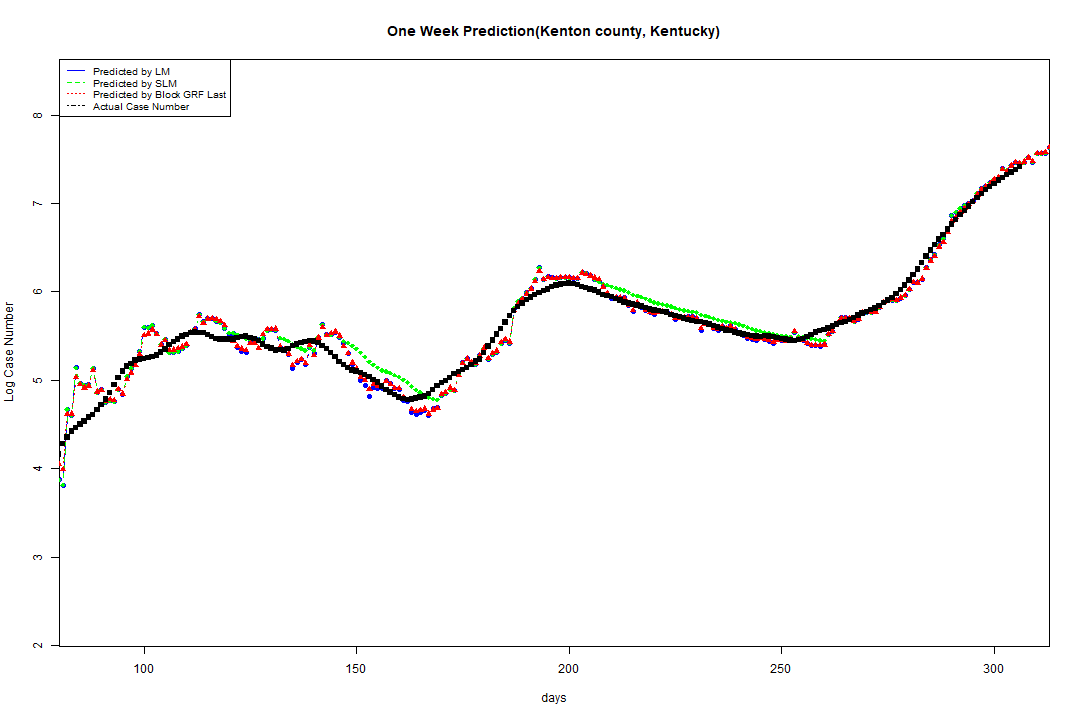 One Week Prediction(Kenton county, Kentucky)
Predicted by LM
Predicted by SLM
Predicted by Block GRF Last
Actual Case Number
Log Case Number
8
7
6
5
4
3
2
100 150 200 250 300
days